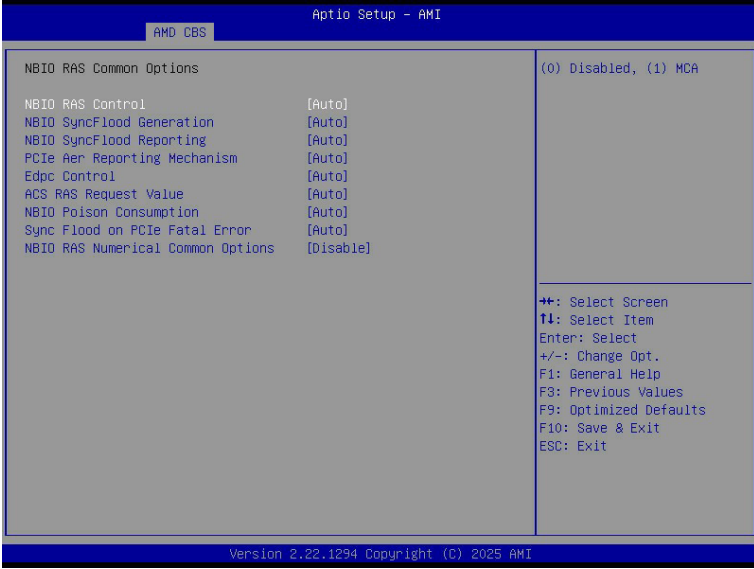 Aptio Setup - AMI
AMD CBS
NBIO RAS Common Options
NBIO RAS Control [Auto]
NBIO SyncFlood Generation [Auto]
NBIO SyncFlood Reporting [Auto]
PCIe Aer Reporting Mechanism [Auto]
Edpc Control [Auto]
ACS RAS Request Value [Auto]
NBIO Poison Consumption [Auto]
Sync Flood on PCIe Fatal Error [Auto]
NBIO RAS Numerical Common Options [Disable]
(0) Disabled, (1) MCA
→←: Select Screen
↑↓: Select Item
Enter: Select
+/-: Change Opt.
F1: General Help
F3: Previous Values
F9: Optimized Defaults
F10: Save & Exit
ESC: Exit
Version 2.22.1294 Copyright (C) 2025 AMI